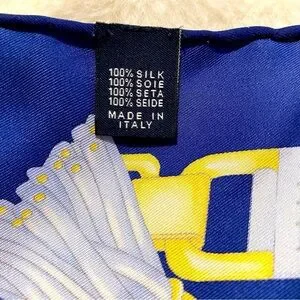 100% SILK
100% SOIE
100% SETA
100% SEIDE
MADE IN
ITALY